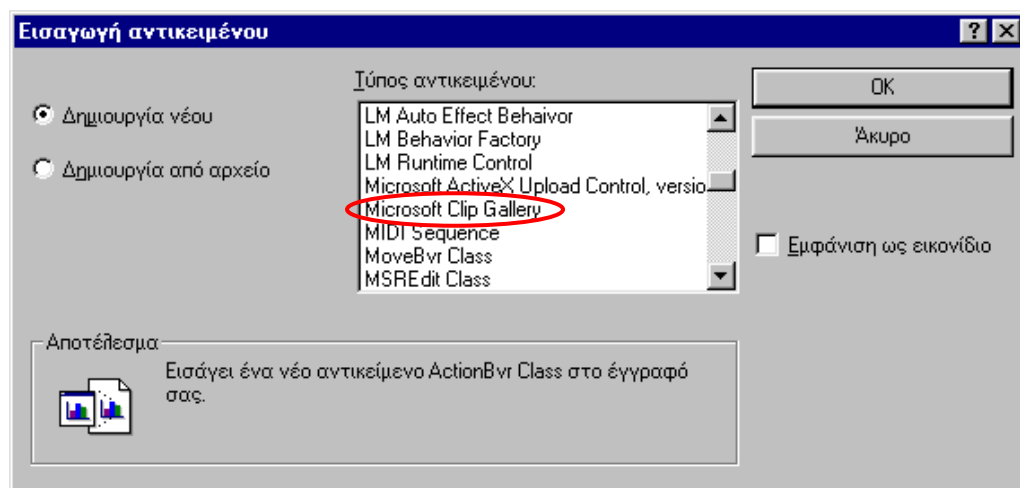 Εισαγωγή αντικειμένου
Τύπος αντικειμένου:
Δημιουργία νέου
Δημιουργία από αρχείο
LM Auto Effect Behaivor
LM Behavior Factory
LM Runtime Control
Microsoft ActiveX Upload Control, versio
Microsoft Clip Gallery
MIDI Sequence
MoveBvr Class
MSREdit Class
OK
Άκυρο
Εμφάνιση ως εικονίδιο
Αποτέλεσμα
Εισάγει ένα νέο αντικείμενο ActionBvr Class στο έγγραφό
σας.